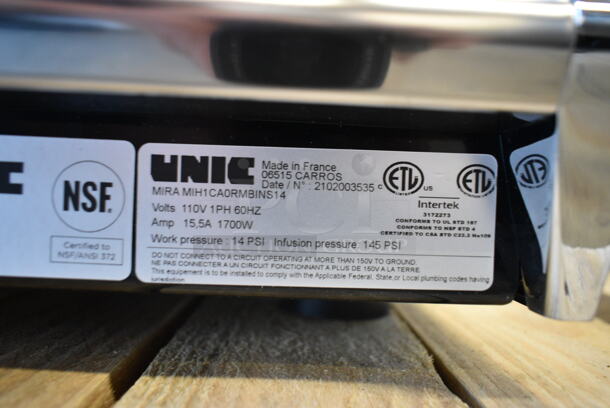 NSF
Certified to
NSF/ANSI 372
UNIC
Made in France
06515 CARROS
Date / N° : 2102003535
MIRA MIH1CA0RMBINS14
Volts 110V 1PH 60HZ
Amp 15,5A 1700W
Work pressure : 14 PSI Infusion pressure: 145 PSI
DO NOT CONNECT TO A CIRCUIT OPERATING AT MORE THAN 150V TO GROUND.
NE PAS CONNECTER A UN CIRCUIT FONCTIONNANT A PLUS DE 150V A LA TERRE.
This equipement is to be installed to comply with the Applicable Federal, State,or Local plumbing codes having
jurisdiction.
C ETL US ETL
Intertek
3172273
CONFORMS TO UL STD 197
CONFORMS TO NSF STD 4
CERTIFIED TO CSA STD C22.2 No109